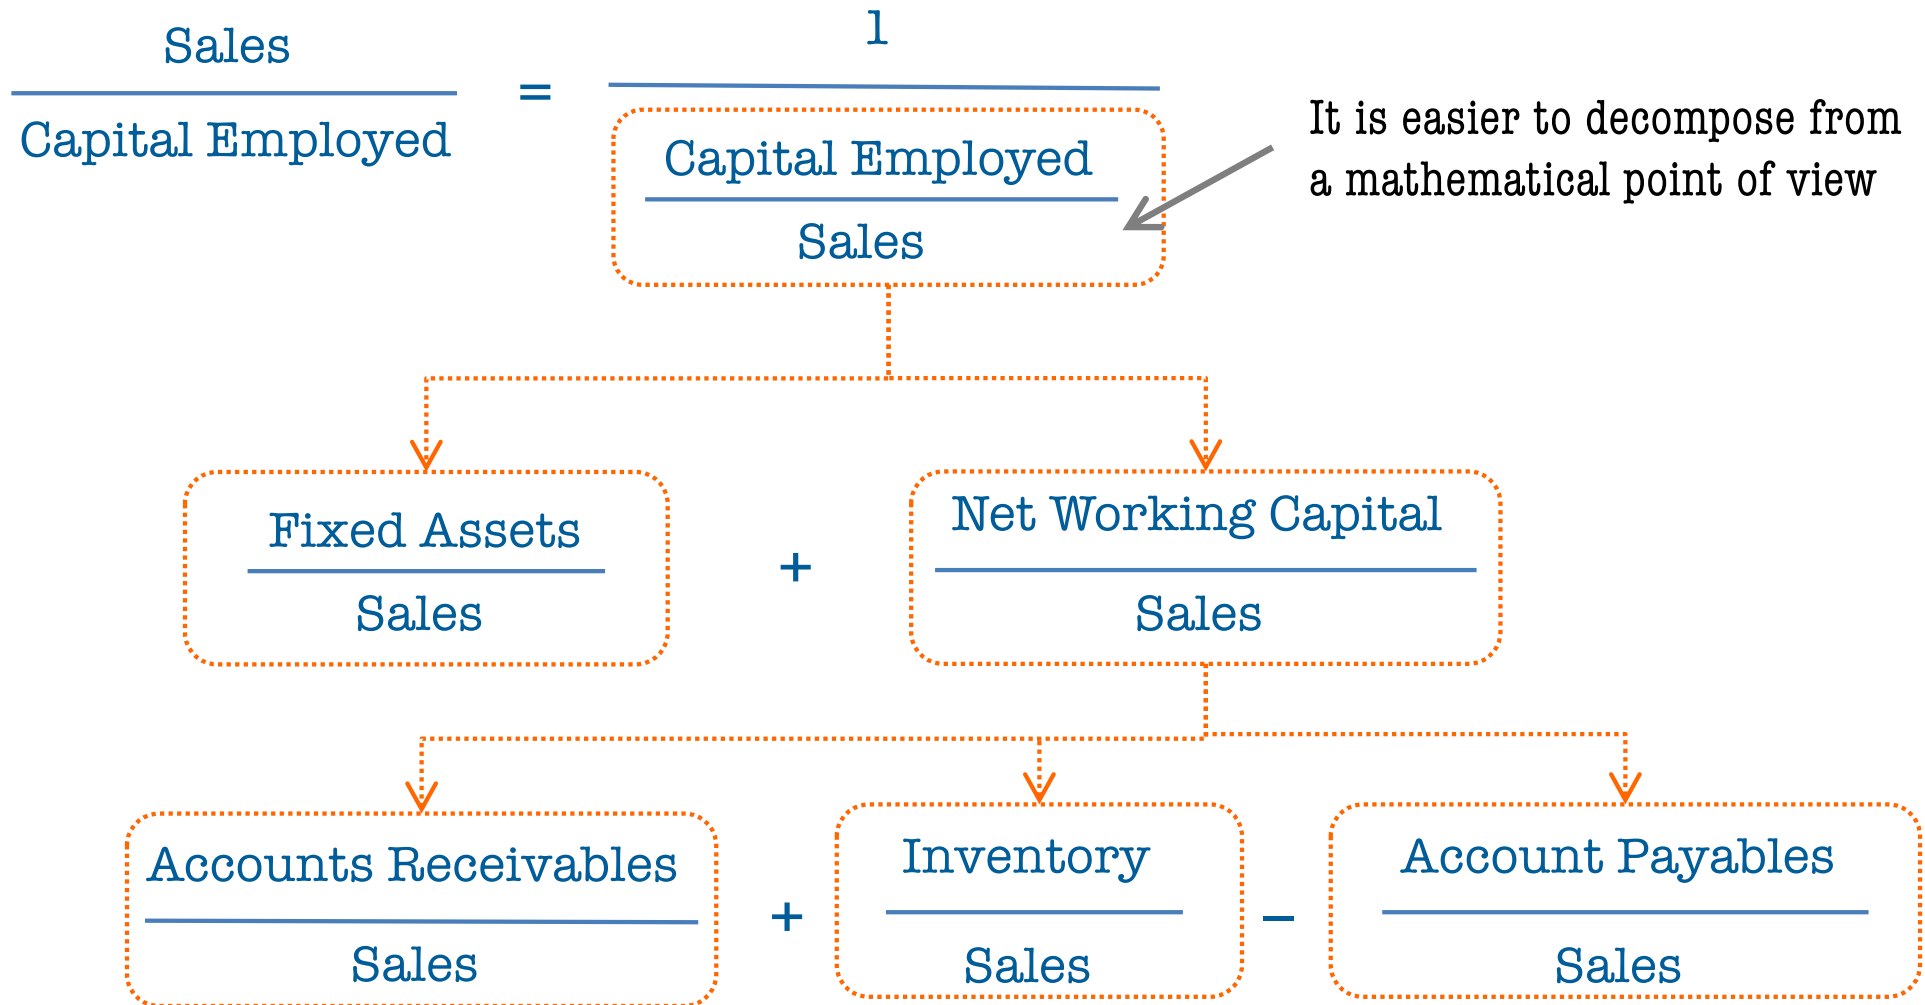 Sales
Capital Employed
=
1
Capital Employed
Sales
It is easier to decompose from
a mathematical point of view
Fixed Assets
Sales
+
Net Working Capital
Sales
Accounts Receivables
Sales
+
Inventory
Sales
–
Account Payables
Sales